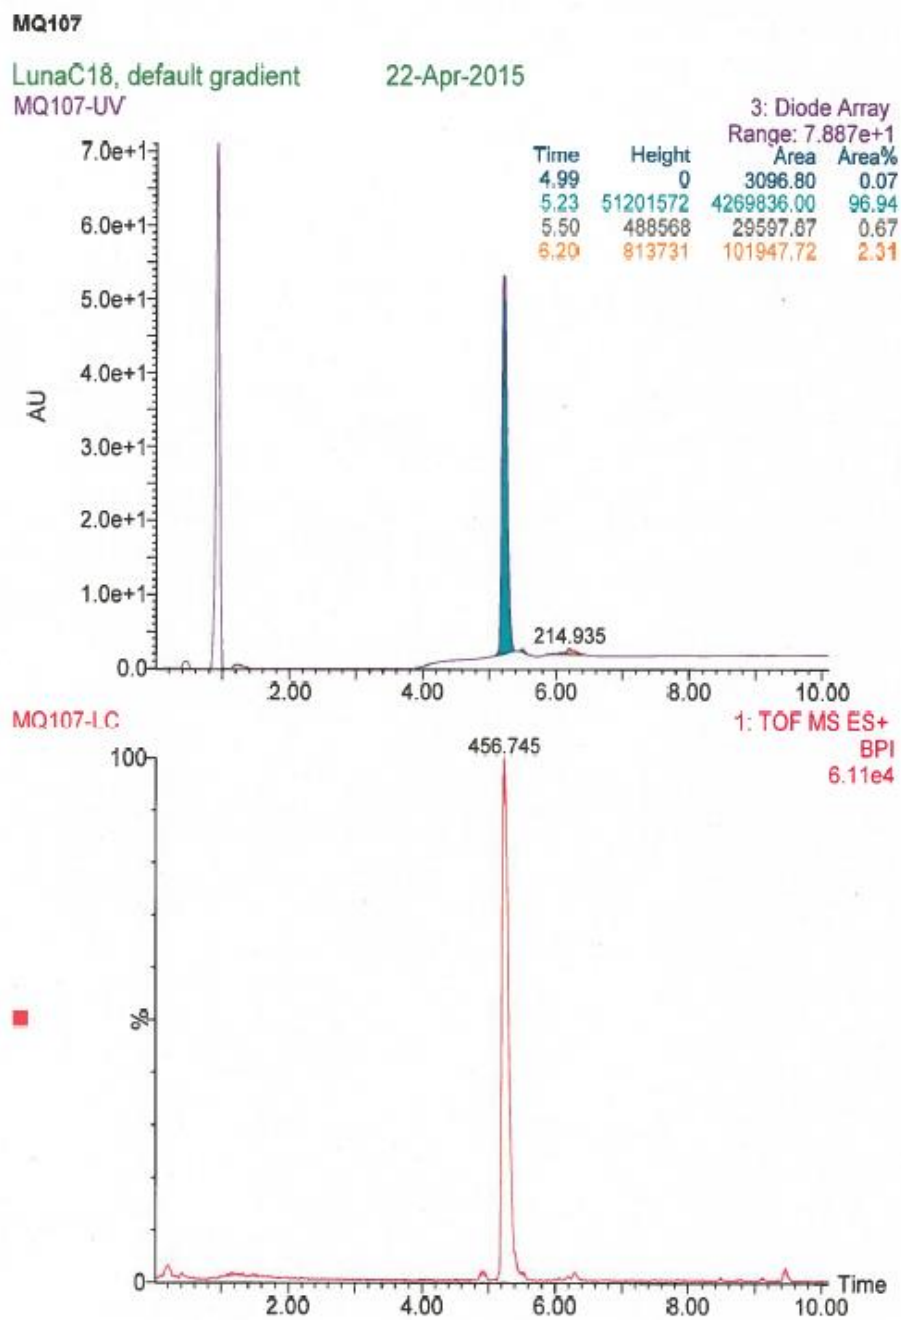 MQ107
LunaC18, default gradient 22-Apr-2015
MQ107-UV
3: Diode Array
Range: 7.887e+1
Time Height Area Area%
4.99 0 3096.80 0.07
5.23 51201572 4269836.00 96.94
5.50 488568 29597.67 0.67
6.20 813731 101947.72 2.31
7.0e+1
6.0e+1
5.0e+1
4.0e+1
3.0e+1
2.0e+1
1.0e+1
0.0
AU
214.935
2.00 4.00 6.00 8.00 10.00
MQ107-LC
1: TOF MS ES+
BPI
6.11e4
456.745
100
%
0
Time
2.00 4.00 6.00 8.00 10.00